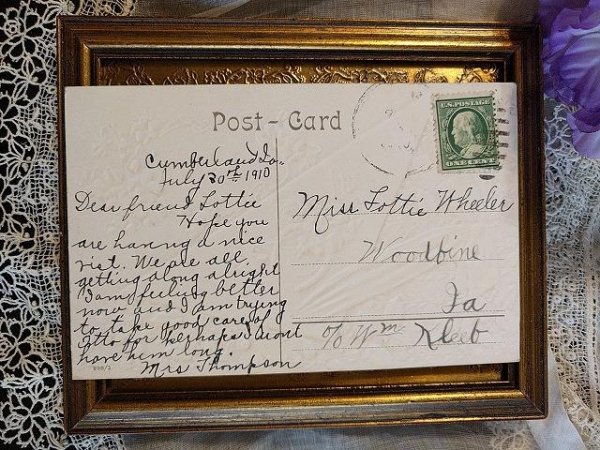 Post-Card
Cumberland Ia.
July 30th 1910
Dear friend Lottie
Hope you
are having a nice
visit. We are all
getting along alright
I am feeling better
now and I am trying
to take good care of
Otto for perhaps I wont
have him long.
Mrs Thompson
U.S. POSTAGE
ONE CENT
Miss Lottie Wheeler
Woodbine
Ia
c/o Wm Kleeb